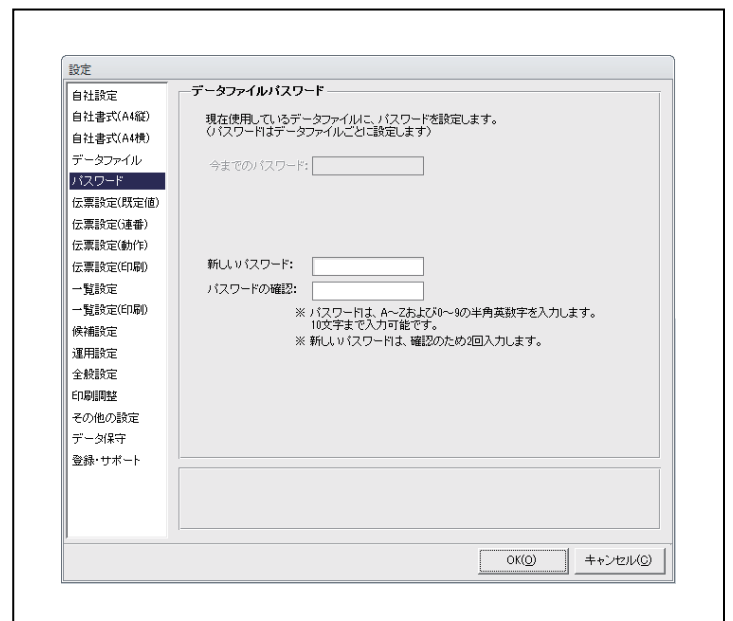 設定
自社設定
自社書式(A4縦)
自社書式(A4横)
データファイル
パスワード
伝票設定(既定値)
伝票設定(連番)
伝票設定(動作)
伝票設定(印刷)
一覧設定
一覧設定(印刷)
候補設定
運用設定
全般設定
印刷調整
その他の設定
データ保守
登録・サポート
データファイルパスワード
現在使用しているデータファイルに、パスワードを設定します。
(パスワードはデータファイルごとに設定します)
今までのパスワード:
新しいパスワード:
パスワードの確認:
※ パスワードは、A～Zおよび0～9の半角英数字を入力します。
10文字まで入力可能です。
※ 新しいパスワードは、確認のため2回入力します。
OK(O)
キャンセル(C)